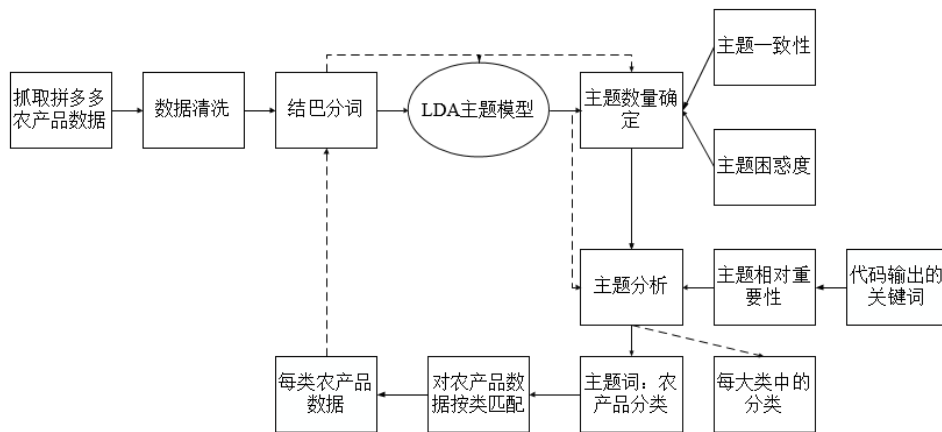 主题一致性
抓取拼多多
农产品数据
数据清洗
结巴分词
LDA主题模型
主题数量确
定
主题困惑度
主题分析
主题相对重
要性
代码输出的
关键词
每类农产品
数据
对农产品数
据按类匹配
主题词：农
产品分类
每大类中的
分类